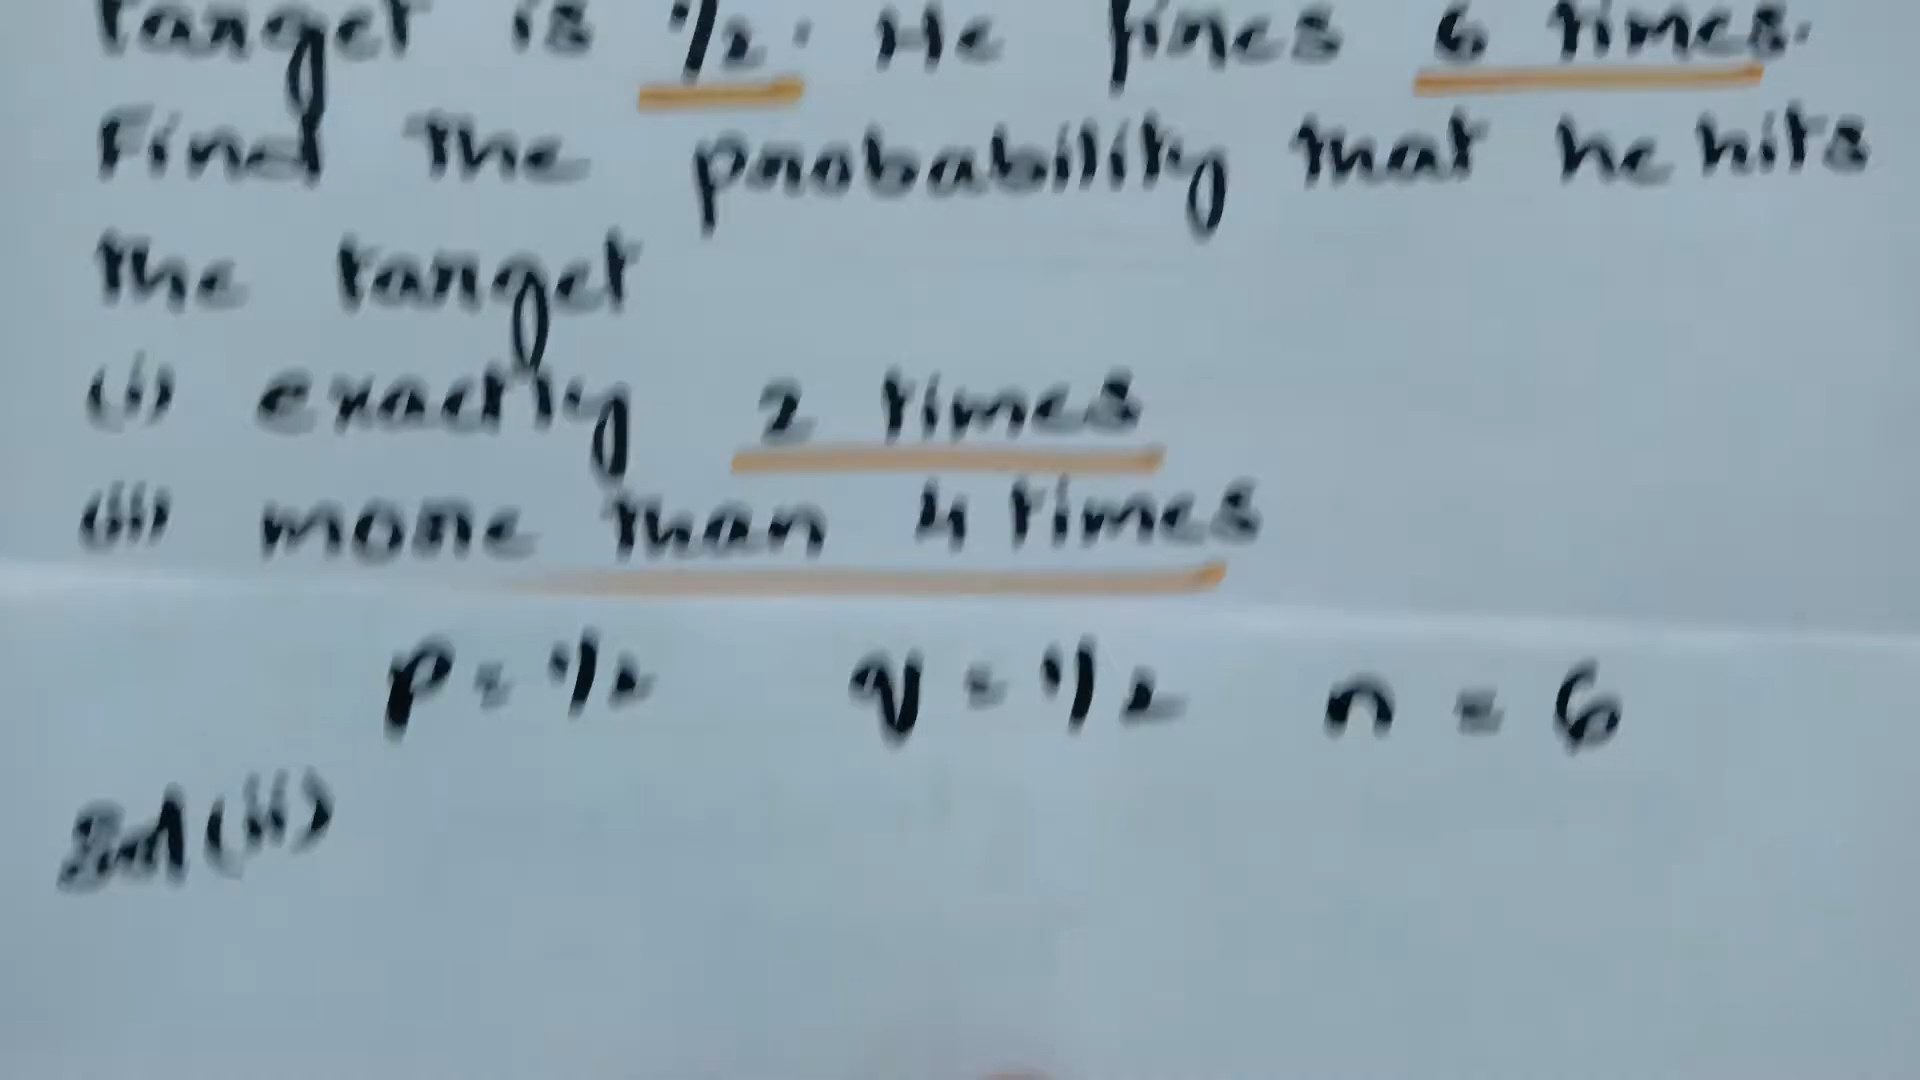 target is 1/2. He fires 6 times.
Find the probability that he hits
the target
(i) exactly 2 times
(ii) more than 4 times
p = 1/2 q = 1/2 n = 6
Sol (ii)